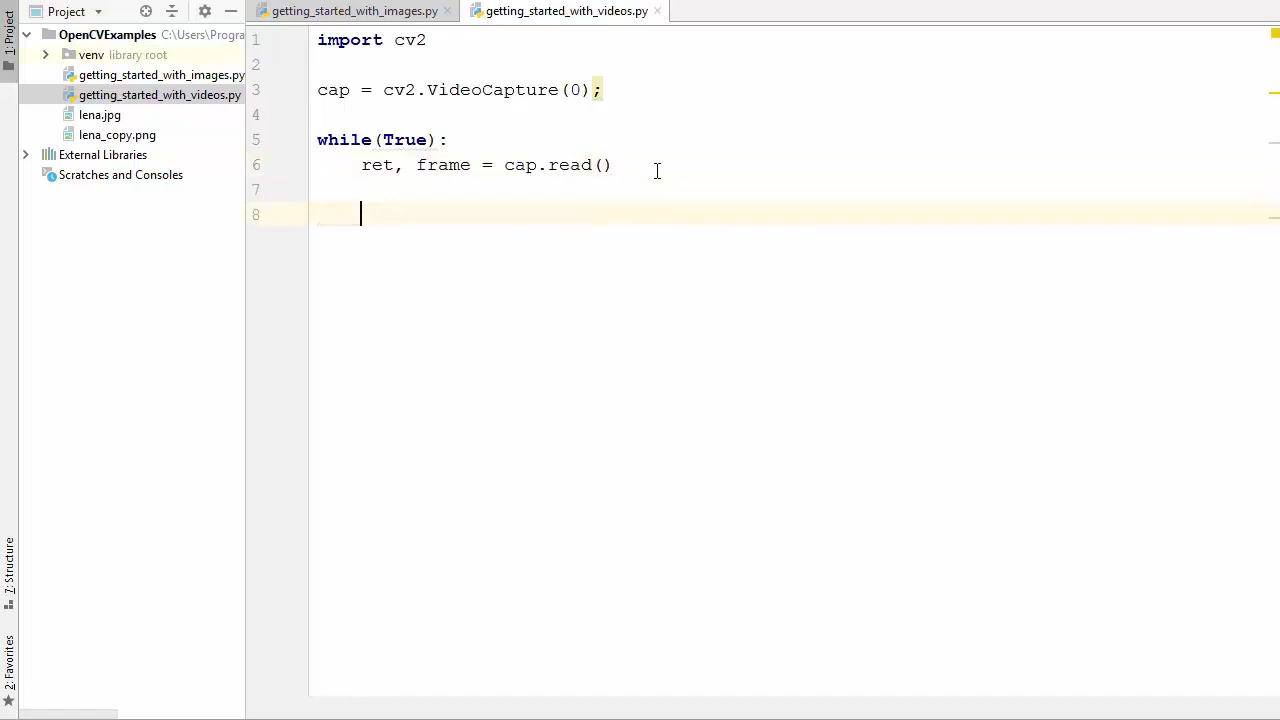 1: Project
Project
getting_started_with_images.py
getting_started_with_videos.py
OpenCVExamples C:\Users\Progra
venv library root
getting_started_with_images.py
getting_started_with_videos.py
lena.jpg
lena_copy.png
External Libraries
Scratches and Consoles
1 import cv2
2
3 cap = cv2.VideoCapture(0);
4
5 while(True):
6 ret, frame = cap.read()
7
8
7: Structure
2: Favorites